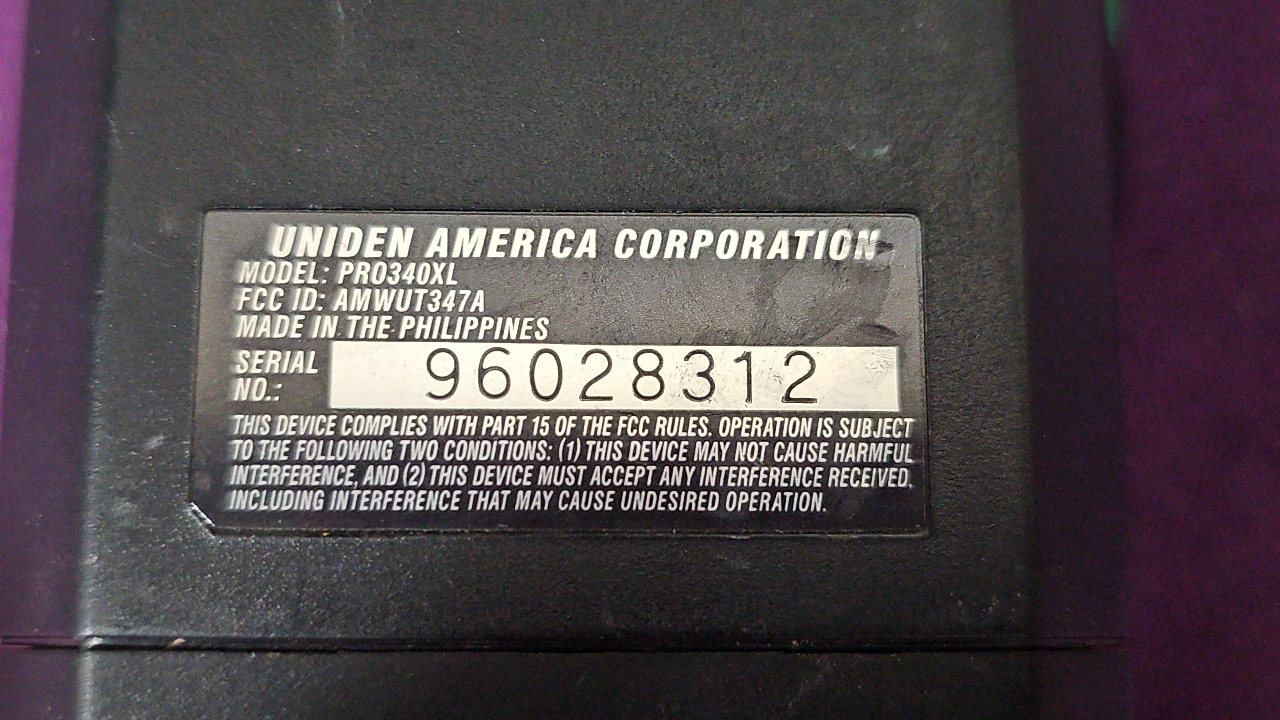 UNIDEN AMERICA CORPORATION
MODEL: PRO340XL
FCC ID: AMWUT347A
MADE IN THE PHILIPPINES
SERIAL NO.: 96028312
THIS DEVICE COMPLIES WITH PART 15 OF THE FCC RULES. OPERATION IS SUBJECT
TO THE FOLLOWING TWO CONDITIONS: (1) THIS DEVICE MAY NOT CAUSE HARMFUL
INTERFERENCE, AND (2) THIS DEVICE MUST ACCEPT ANY INTERFERENCE RECEIVED,
INCLUDING INTERFERENCE THAT MAY CAUSE UNDESIRED OPERATION.